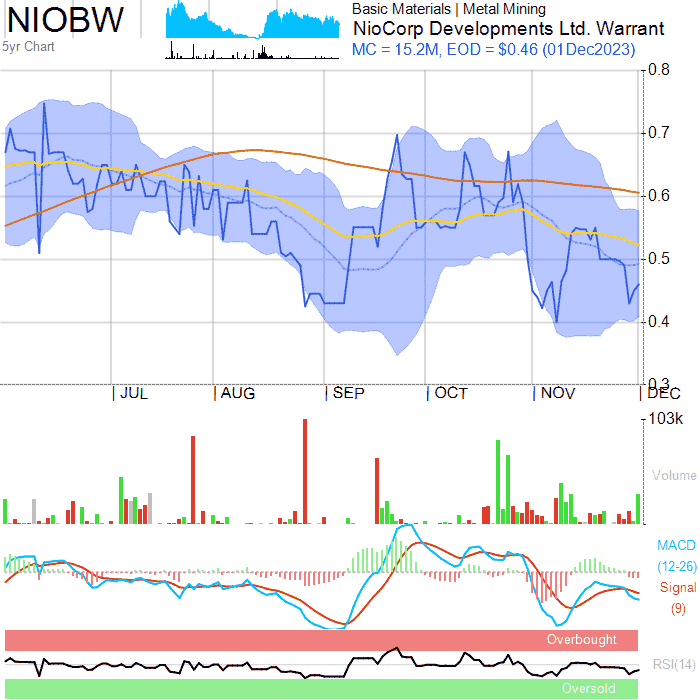 NIOBW
5yr Chart
Basic Materials | Metal Mining
NioCorp Developments Ltd. Warrant
MC = 15.2M, EOD = $0.46 (01Dec2023)
0.8
0.7
0.6
0.5
0.4
0.3
JUL AUG SEP OCT NOV DEC
103k
Volume
MACD
(12-26)
Signal
(9)
Overbought
RSI(14)
Oversold